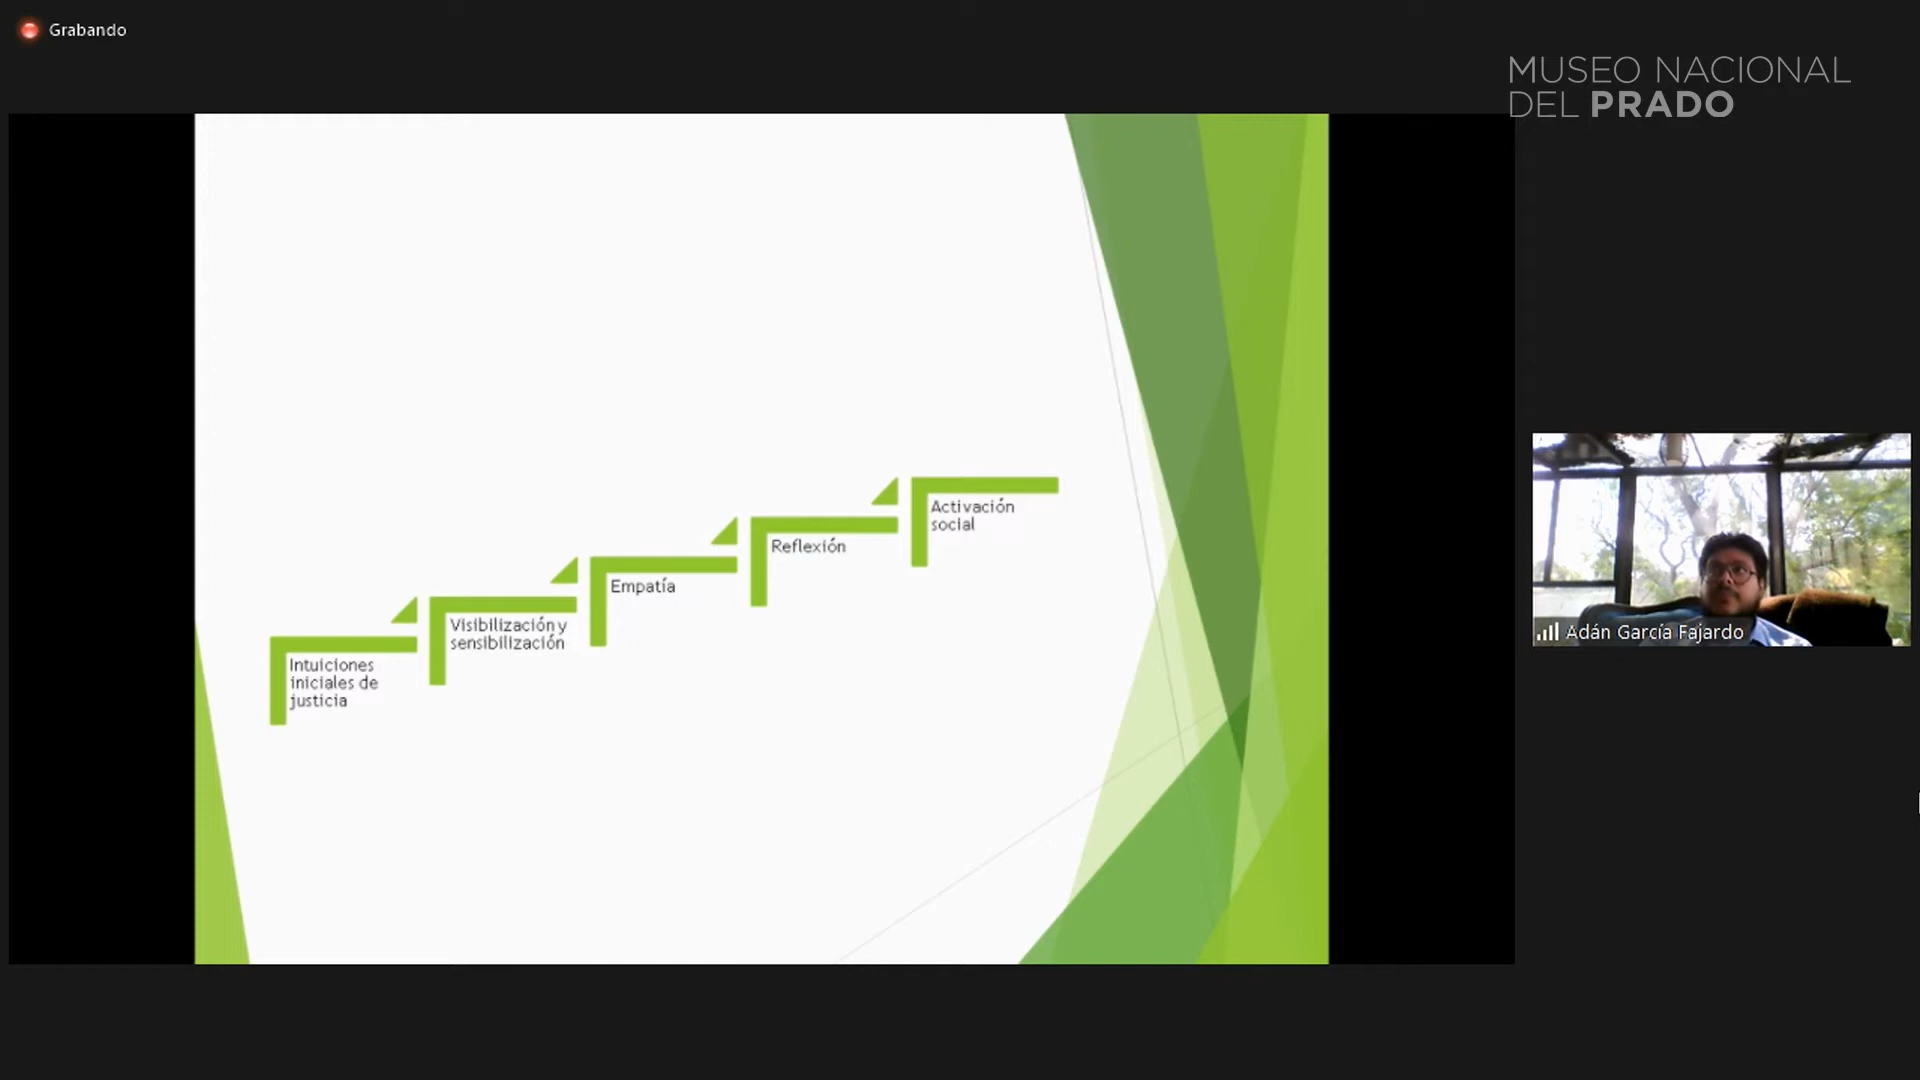 Grabando
MUSEO NACIONAL
DEL PRADO
Intuiciones
iniciales de
justicia
Visibilización y
sensibilización
Empatía
Reflexión
Activación
social
Adán García Fajardo